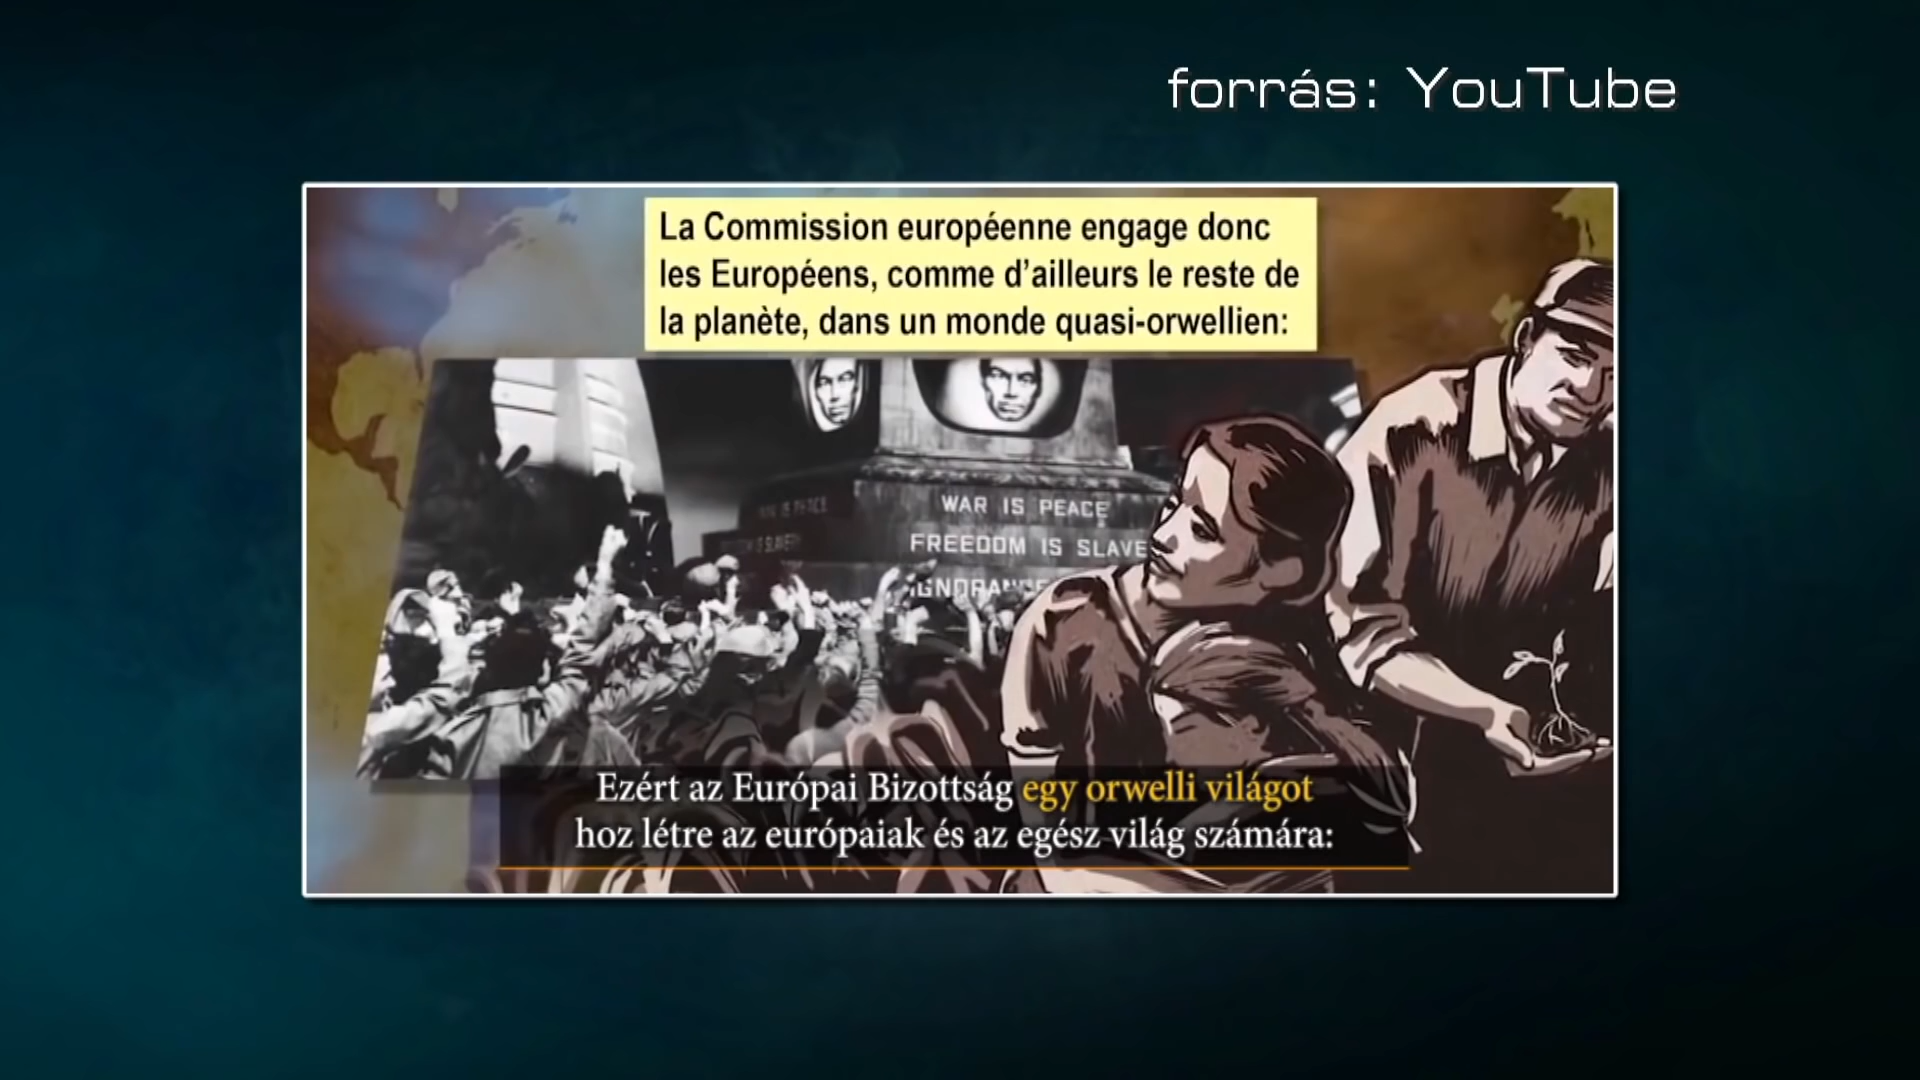 forrás: YouTube
La Commission européenne engage donc
les Européens, comme d'ailleurs le reste de
la planète, dans un monde quasi-orwellien:
WAR IS PEACE
FREEDOM IS SLAVE
Ezért az Európai Bizottság egy orwelli világot
hoz létre az európaiak és az egész világ számára: